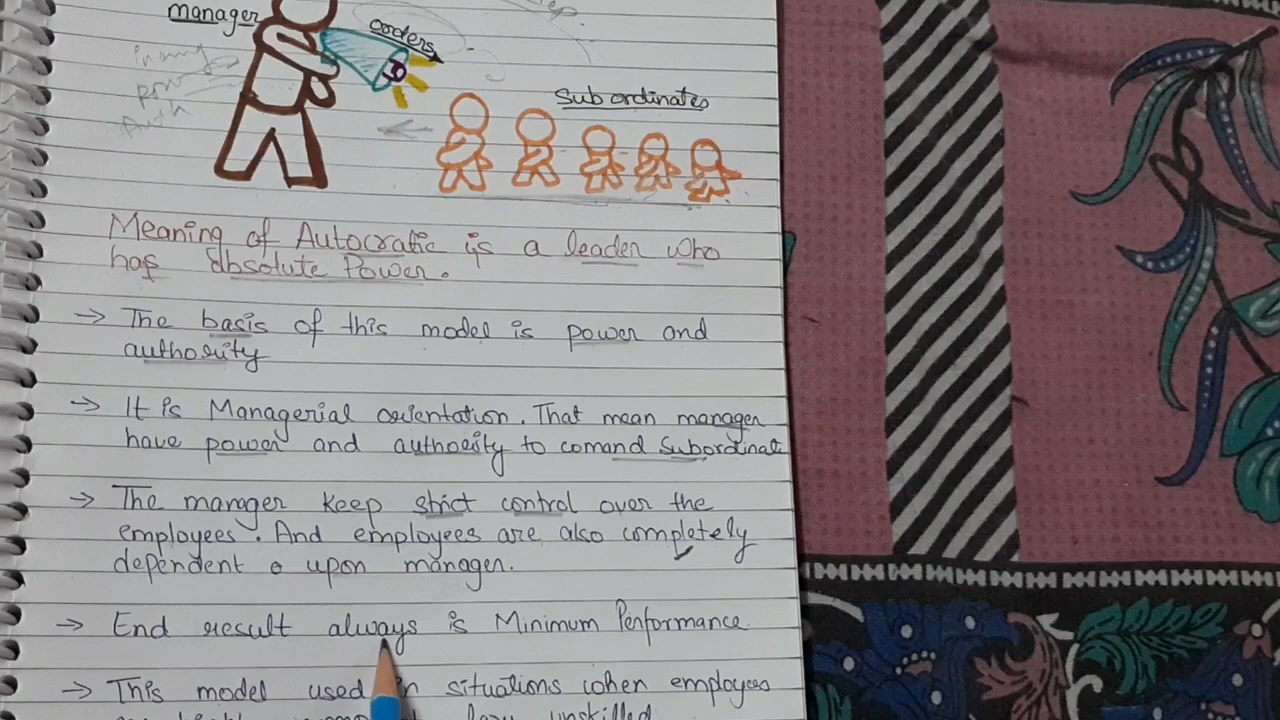 manager
orders
Subordinates
Meaning of Autocratic is a leader who
has absolute Power.
→ The basis of this model is power and
authority
→ It is Managerial orientation. That mean manager
have power and authority to comand Subordinate
→ The manager keep strict control over the
employees. And employees are also completely
dependent upon manager.
→ End result always is Minimum Performance.
→ This model used in situations when employees
lazy unskilled